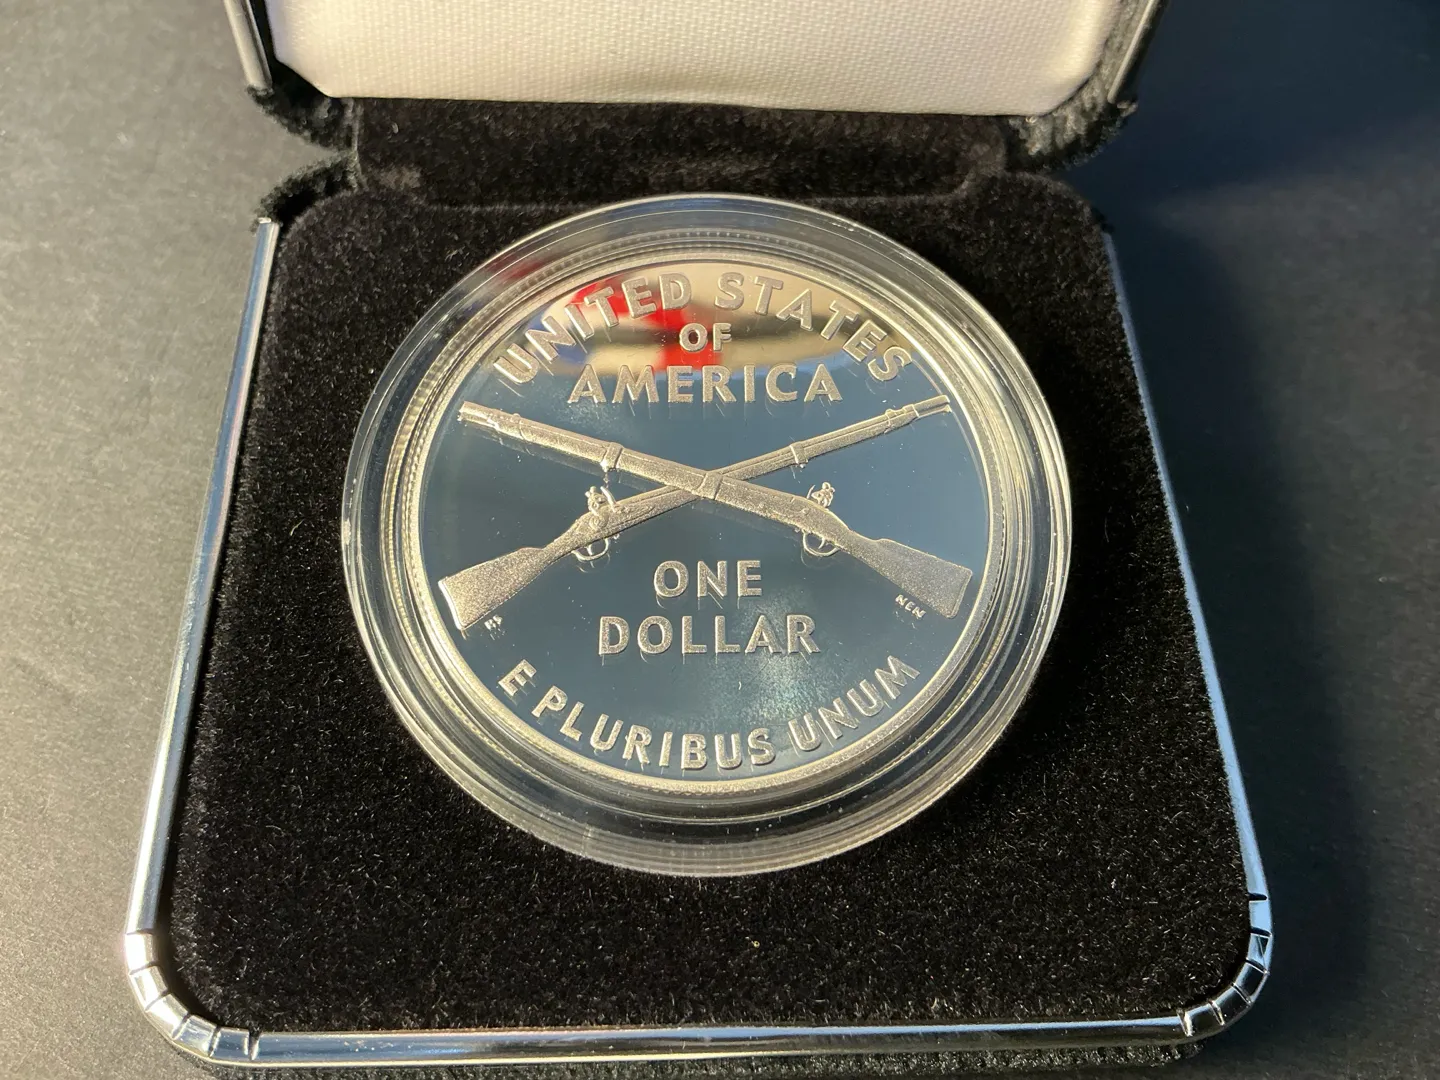 UNITED STATES
OF
AMERICA
ONE
DOLLAR
E PLURIBUS UNUM